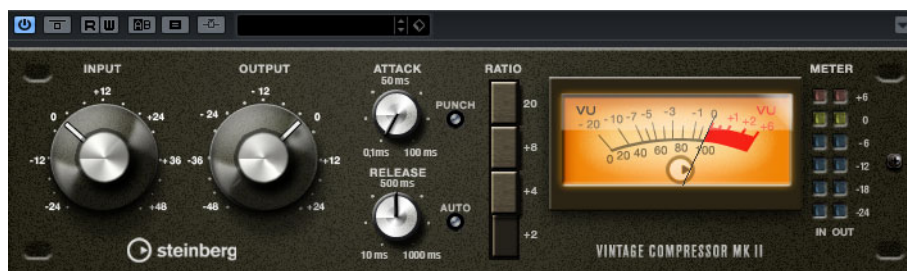 R W
AB
INPUT
+12
0
+24
-12
+36
-24
+48
OUTPUT
-12
-24
0
-36
+12
-48
+24
ATTACK
50 ms
PUNCH
0,1ms 100 ms
RELEASE
500 ms
AUTO
10 ms 1000 ms
RATIO
20
+8
+4
+2
VU VU
-20 -10 -7 -5 -3 -1 0 +1 +2 +6
0 20 40 60 80 100
METER
+6
0
-6
-12
-18
-24
IN OUT
steinberg
VINTAGE COMPRESSOR MK II